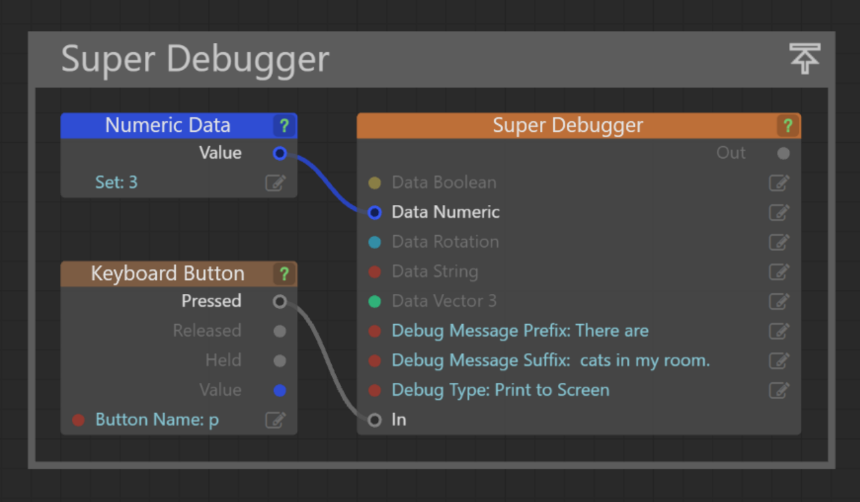 Super Debugger
Numeric Data ?
Value
Set: 3
Keyboard Button ?
Pressed
Released
Held
Value
Button Name: p
Super Debugger ?
Out
Data Boolean
Data Numeric
Data Rotation
Data String
Data Vector 3
Debug Message Prefix: There are
Debug Message Suffix:  cats in my room.
Debug Type: Print to Screen
In